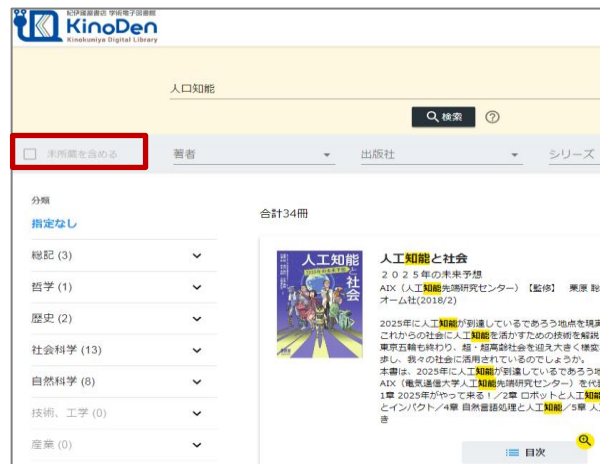 紀伊國屋書店 学術電子図書館
KinoDen
Kinokuniya Digital Library
人口知能
検索
未所蔵を含める
著者
出版社
シリーズ
分類
指定なし
合計34冊
総記 (3)
哲学 (1)
歴史 (2)
社会科学 (13)
自然科学 (8)
技術、工学 (0)
産業 (0)
人工知能
と社会
2025年の未来予想
人工知能と社会
2025年の未来予想
AIX（人工知能先端研究センター）【監修】 栗原 聡
オーム社(2018/2)
2025年に人工知能が到達しているであろう地点を現実
これからの社会に人工知能を活かすための技術を解説
東京五輪も終わり、超・超高齢社会を迎え大きく様変
歩し、我々の社会に活用されているのでしょうか。
本書は、2025年に人工知能が到達しているであろう地
AIX（電気通信大学人工知能先端研究センター）を代表
1章 2025年がやって来る！／2章 ロボットと人工知能
とインパクト／4章 自然言語処理と人工知能／5章 人工
き
目次